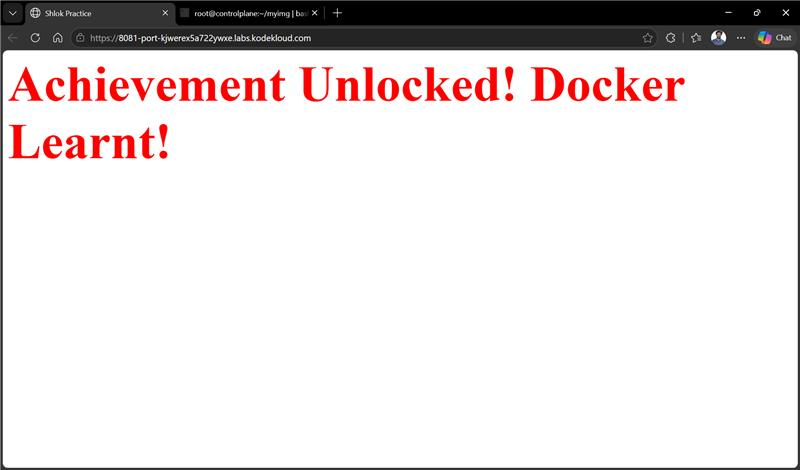 Shlok Practice
root@controlplane:~/myimg | bas
https://8081-port-kjwerex5a722ywxe.labs.kodekloud.com
Chat
Achievement Unlocked! Docker
Learnt!